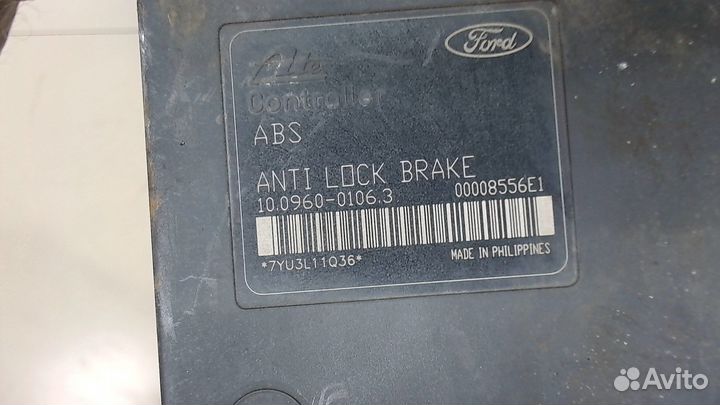 Ford
Ate
Controller
ABS
ANTI LOCK BRAKE
10.0960-0106.3 00008556E1
*7YU3L11Q36*
MADE IN PHILIPPINES
Avito